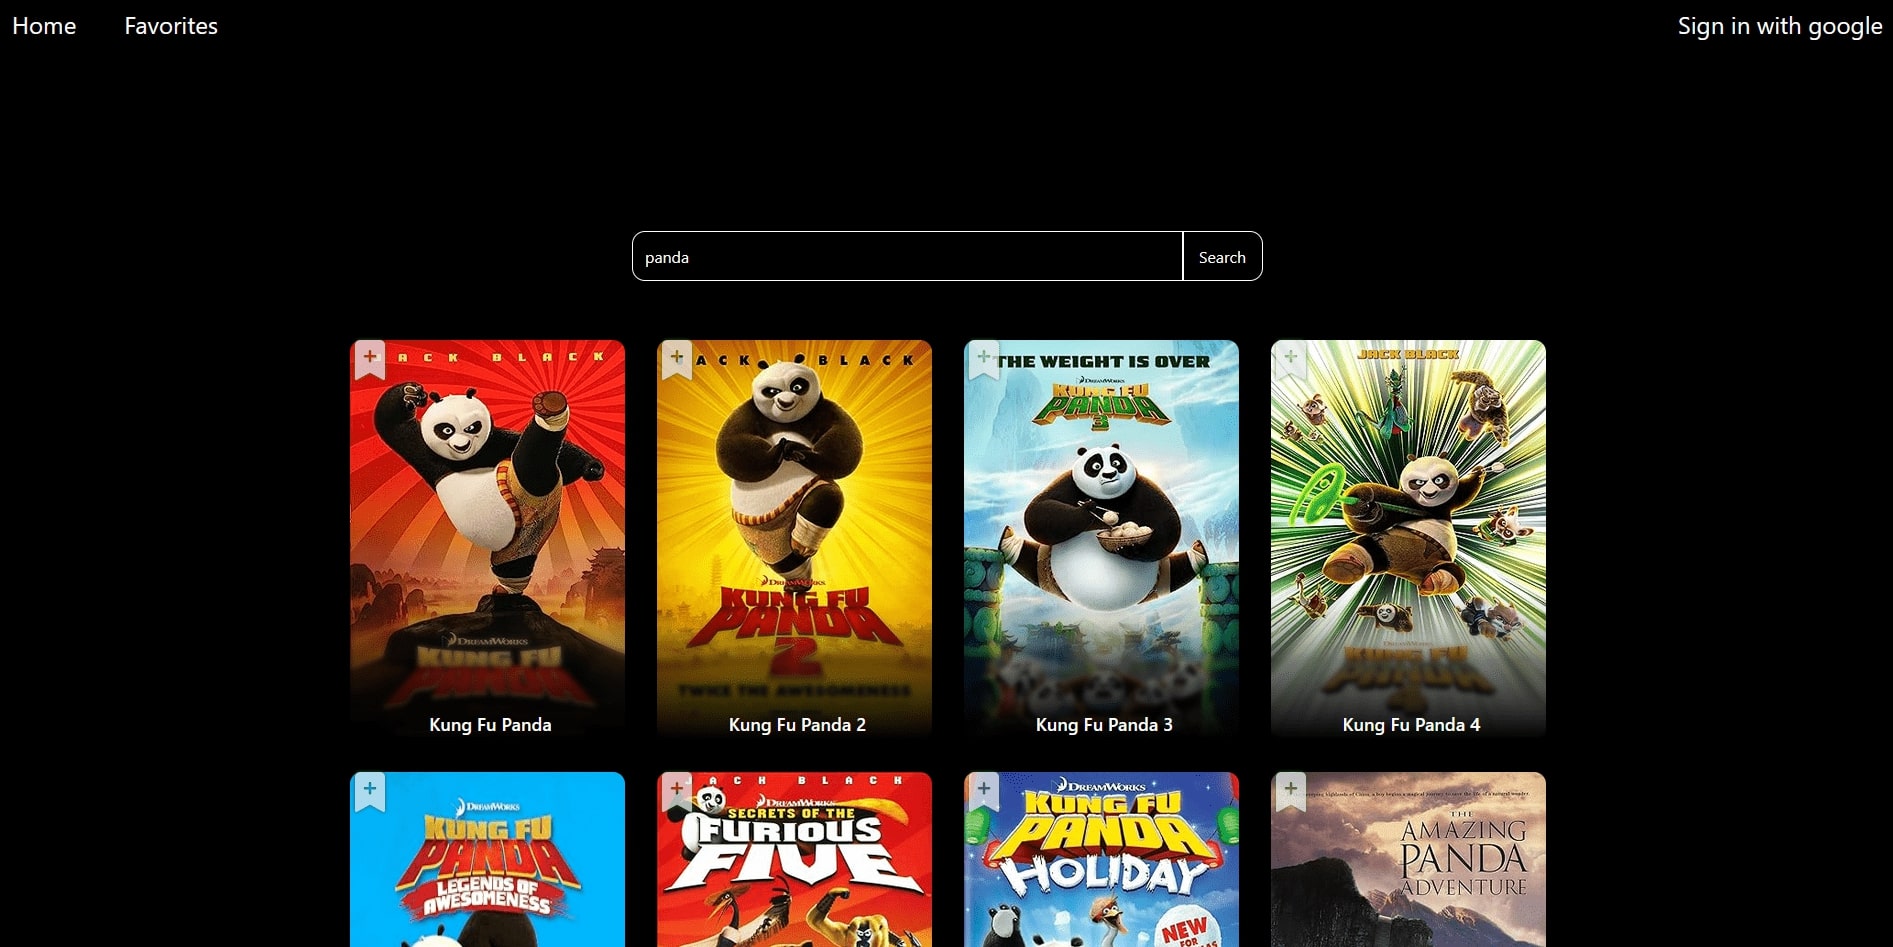 Home Favorites Sign in with google
panda Search
ACK BLACK
DREAMWORKS
KUNG FU
PANDA
Kung Fu Panda
ACK BLACK
DREAMWORKS
KUNG FU
PANDA
2
TWICE THE AWESOMENESS
Kung Fu Panda 2
THE WEIGHT IS OVER
DREAMWORKS
KUNG FU
PANDA
3
Kung Fu Panda 3
JACK BLACK
KUNG FU
PANDA
4
Kung Fu Panda 4
DREAMWORKS
KUNG FU
PANDA
LEGENDS OF
AWESOMENESS
JACK BLACK
DREAMWORKS
SECRETS OF THE
FURIOUS
FIVE
DREAMWORKS
KUNG FU
PANDA
HOLIDAY
NEW
FOR
THE
AMAZING
PANDA
ADVENTURE